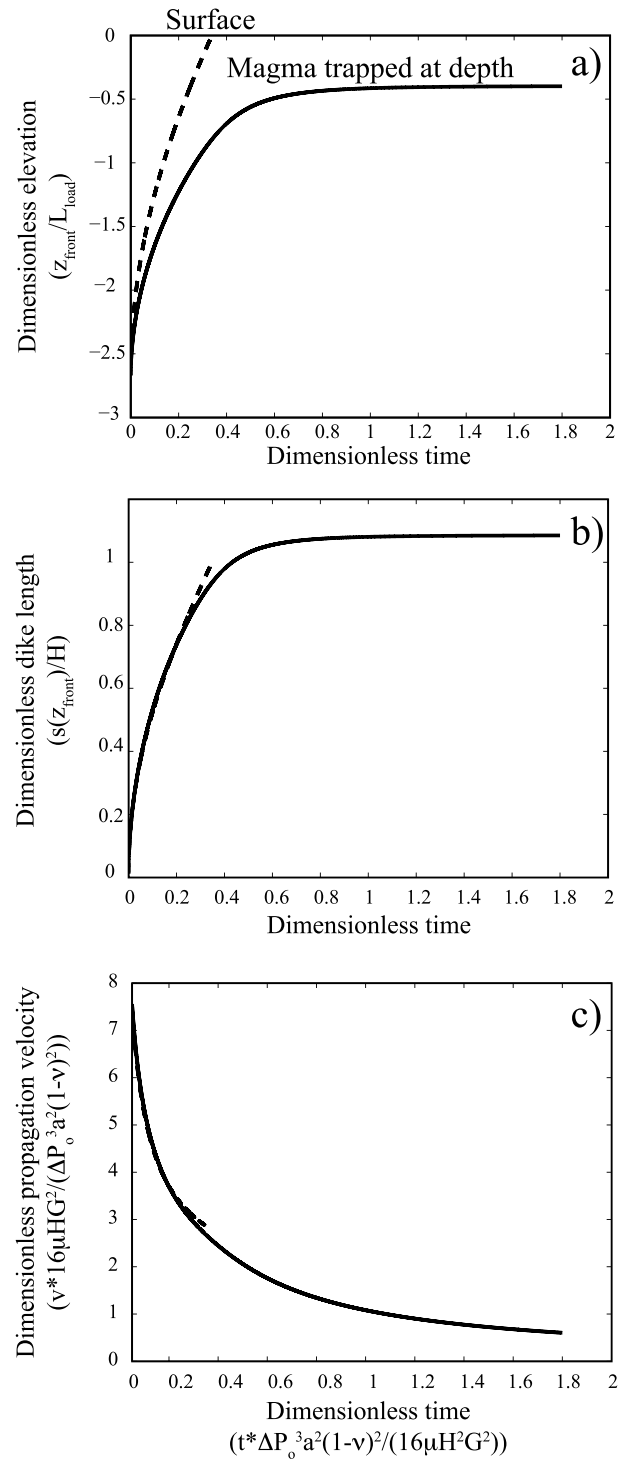 Surface
0
Magma trapped at depth
a)
−0.5
−1
−1.5
−2
−2.5
−3
Dimensionless elevation
(z_front/L_load)
0 0.2 0.4 0.6 0.8 1 1.2 1.4 1.6 1.8 2
Dimensionless time
b)
1
0.8
0.6
0.4
0.2
0
Dimensionless dike length
(s(z_front)/H)
0 0.2 0.4 0.6 0.8 1 1.2 1.4 1.6 1.8 2
Dimensionless time
8
c)
7
6
5
4
3
2
1
0
Dimensionless propagation velocity
(v*16μHG²/(ΔPₒ³a²(1-ν)²))
0 0.2 0.4 0.6 0.8 1 1.2 1.4 1.6 1.8 2
Dimensionless time
(t*ΔPₒ³a²(1-ν)²/(16μH²G²))